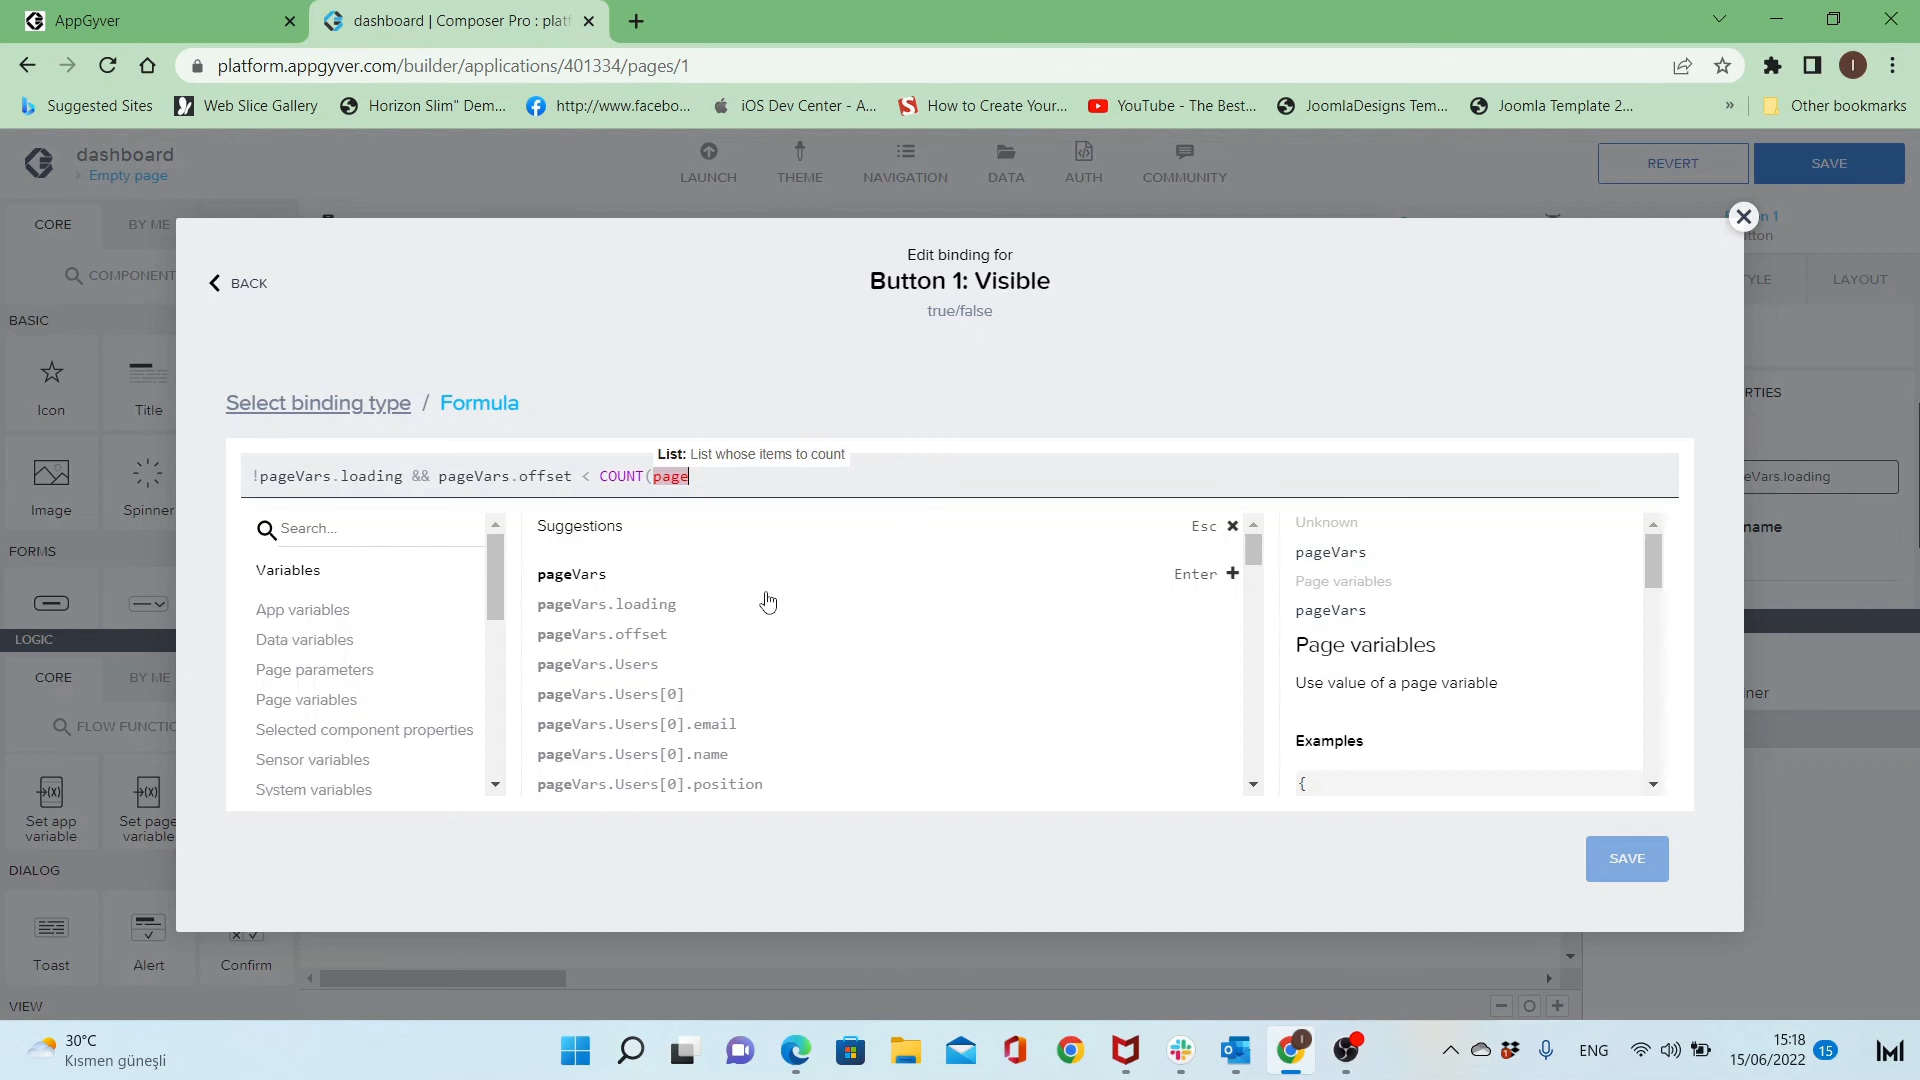 AppGyver
dashboard | Composer Pro : platf
platform.appgyver.com/builder/applications/401334/pages/1
I
Suggested Sites
Web Slice Gallery
Horizon Slim" Dem...
http://www.facebo...
iOS Dev Center - A...
How to Create Your...
YouTube - The Best...
JoomlaDesigns Tem...
Joomla Template 2...
»
Other bookmarks
dashboard
Empty page
LAUNCH
THEME
NAVIGATION
DATA
AUTH
COMMUNITY
REVERT
SAVE
CORE
BY ME
COMPONENT
BASIC
Icon
Title
Image
Spinner
FORMS
LOGIC
CORE
BY ME
FLOW FUNCTIO
Set app variable
Set page variable
DIALOG
Toast
Alert
Confirm
VIEW
BACK
Edit binding for
Button 1: Visible
true/false
Select binding type / Formula
List: List whose items to count
!pageVars.loading && pageVars.offset < COUNT(page
Search...
Variables
App variables
Data variables
Page parameters
Page variables
Selected component properties
Sensor variables
System variables
Suggestions
Esc
pageVars
Enter
pageVars.loading
pageVars.offset
pageVars.Users
pageVars.Users[0]
pageVars.Users[0].email
pageVars.Users[0].name
pageVars.Users[0].position
Unknown
pageVars
Page variables
pageVars
Page variables
Use value of a page variable
Examples
{
SAVE
n 1
tton
YLE
LAYOUT
RTIES
eVars.loading
name
iner
30°C
Kısmen güneşli
ENG
15:18
15/06/2022
15